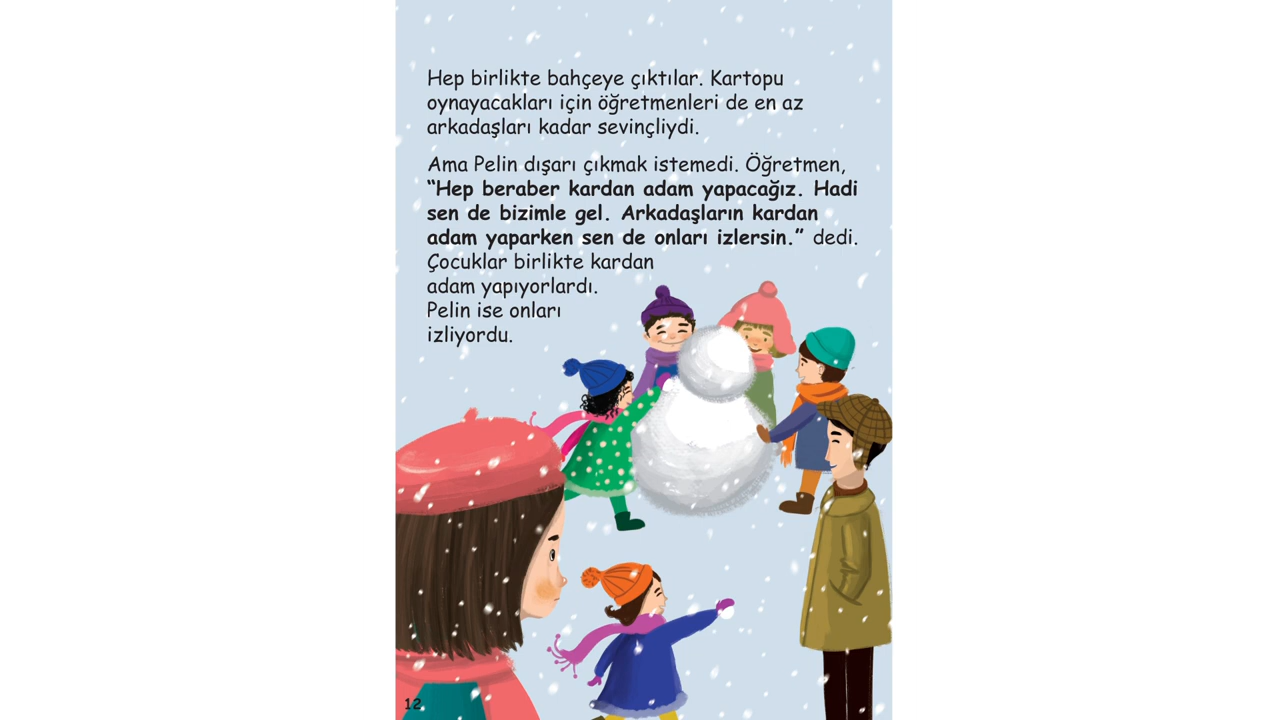 Hep birlikte bahçeye çıktılar. Kartopu
oynayacakları için öğretmenleri de en az
arkadaşları kadar sevinçliydi.
Ama Pelin dışarı çıkmak istemedi. Öğretmen,
“Hep beraber kardan adam yapacağız. Hadi
sen de bizimle gel. Arkadaşların kardan
adam yaparken sen de onları izlersin.” dedi.
Çocuklar birlikte kardan
adam yapıyorlardı.
Pelin ise onları
izliyordu.
12